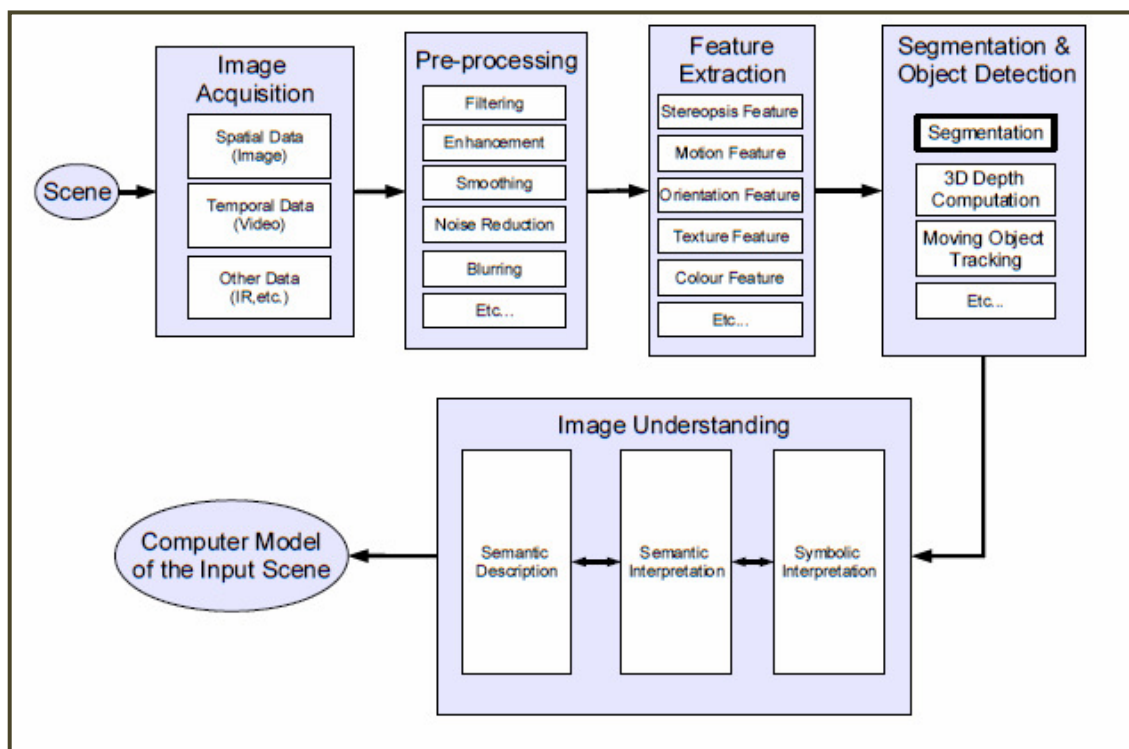 Scene
Image
Acquisition
Spatial Data
(Image)
Temporal Data
(Video)
Other Data
(IR,etc.)
Pre-processing
Filtering
Enhancement
Smoothing
Noise Reduction
Blurring
Etc...
Feature
Extraction
Stereopsis Feature
Motion Feature
Orientation Feature
Texture Feature
Colour Feature
Etc...
Segmentation &
Object Detection
Segmentation
3D Depth
Computation
Moving Object
Tracking
Etc...
Image Understanding
Semantic
Description
Semantic
Interpretation
Symbolic
Interpretation
Computer Model
of the Input Scene